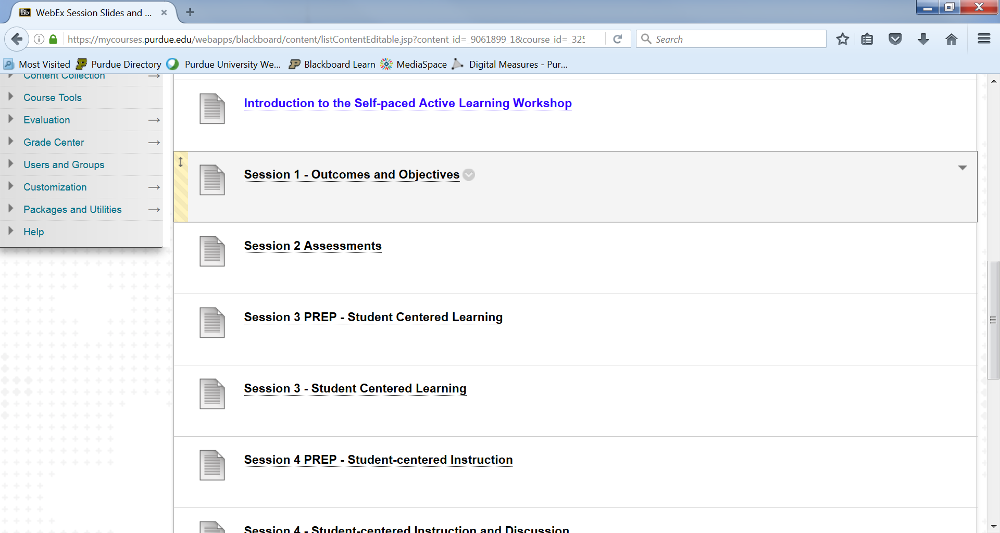 Bb WebEx Session Slides and ...
https://mycourses.purdue.edu/webapps/blackboard/content/listContentEditable.jsp?content_id=_9061899_1&course_id=_325
Search
Most Visited Purdue Directory Purdue University We... Blackboard Learn MediaSpace Digital Measures - Pur...
Content Collection
Course Tools
Evaluation
Grade Center
Users and Groups
Customization
Packages and Utilities
Help
Introduction to the Self-paced Active Learning Workshop
Session 1 - Outcomes and Objectives
Session 2 Assessments
Session 3 PREP - Student Centered Learning
Session 3 - Student Centered Learning
Session 4 PREP - Student-centered Instruction
Session 4 - Student-centered Instruction and Discussion